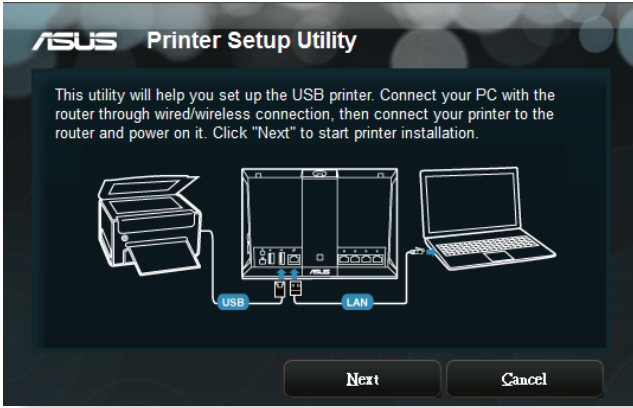 ASUS Printer Setup Utility
This utility will help you set up the USB printer. Connect your PC with the
router through wired/wireless connection, then connect your printer to the
router and power on it. Click "Next" to start printer installation.
ASUS
USB LAN
Next Cancel